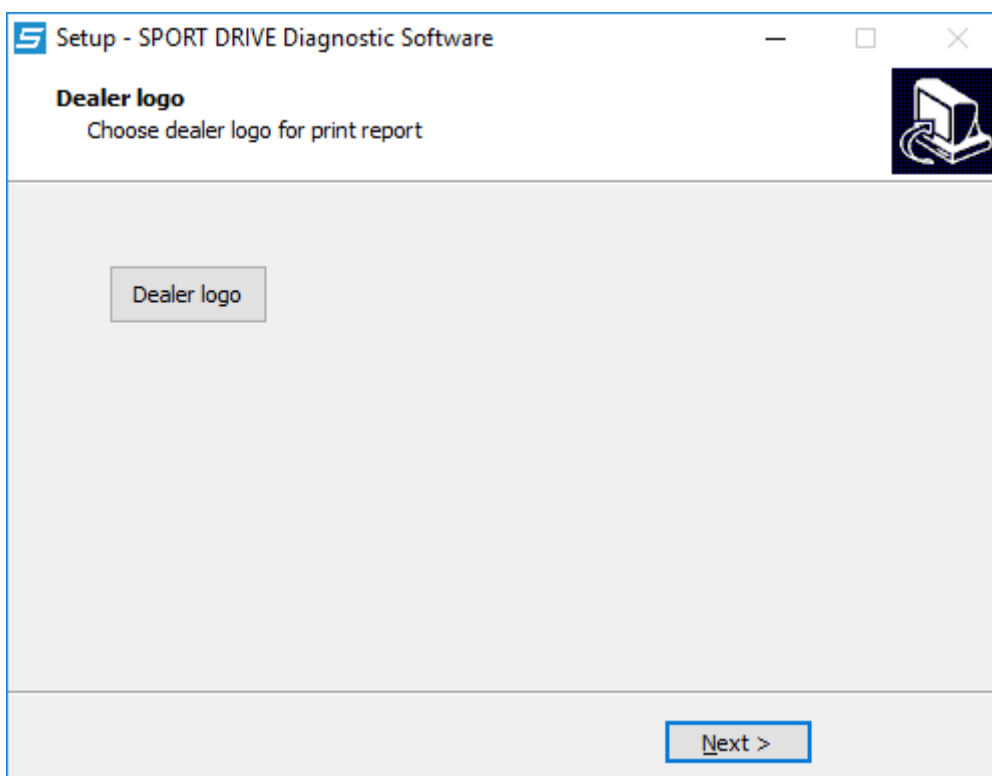 Setup - SPORT DRIVE Diagnostic Software
Dealer logo
Choose dealer logo for print report
Dealer logo
Next >